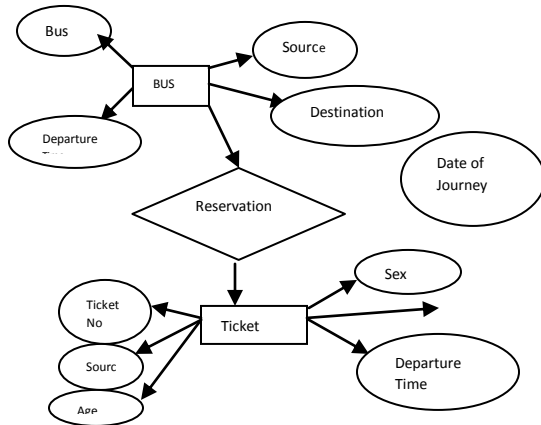 Bus
Source
BUS
Destination
Departure
Date of
Journey
Reservation
Sex
Ticket
No
Ticket
Sourc
Departure
Time
Age